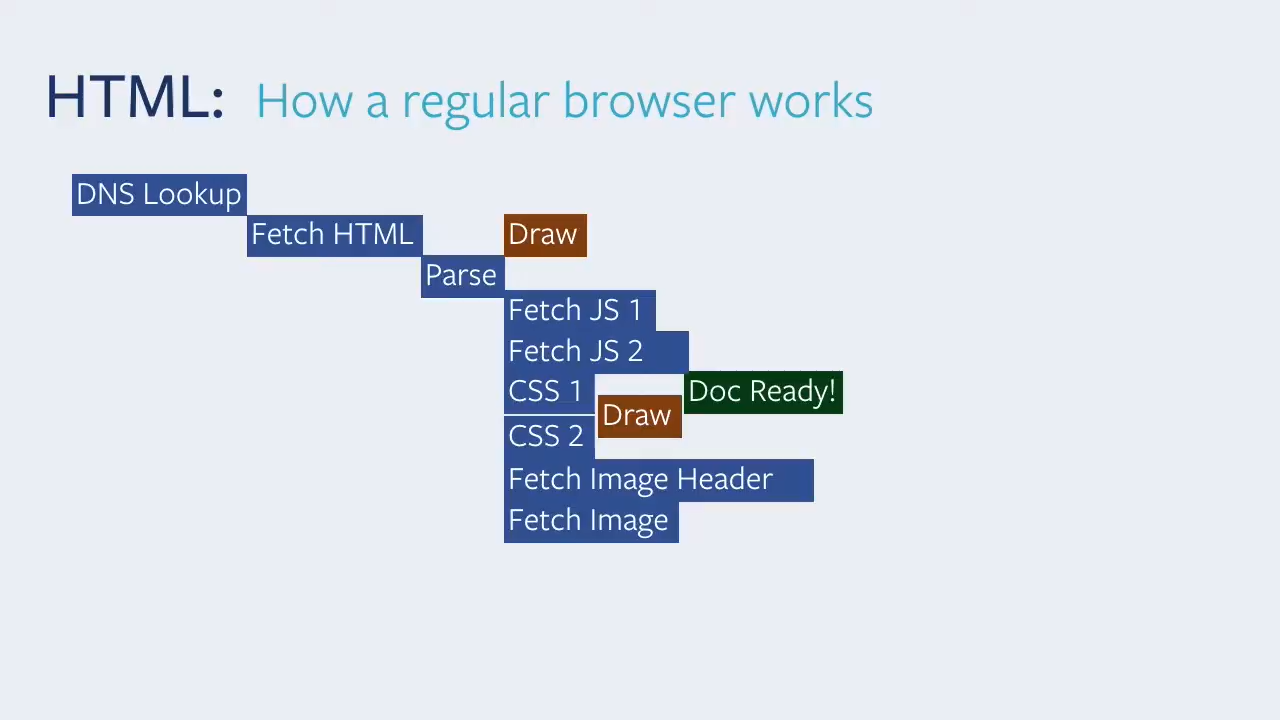 HTML: How a regular browser works
DNS Lookup
Fetch HTML
Draw
Parse
Fetch JS 1
Fetch JS 2
CSS 1
Doc Ready!
Draw
CSS 2
Fetch Image Header
Fetch Image